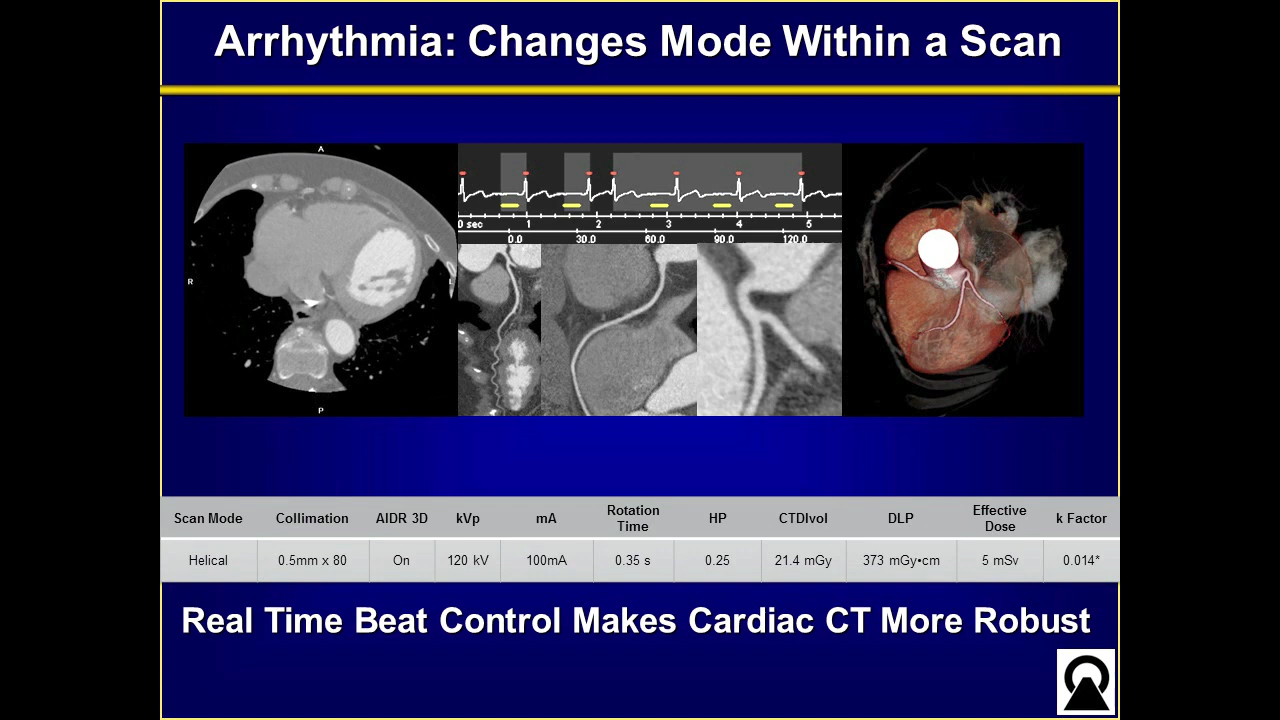 Arrhythmia: Changes Mode Within a Scan
A
R
L
P
0 sec 1 2 3 4 5
0.0 30.0 60.0 90.0 120.0
Scan Mode Collimation AIDR 3D kVp mA Rotation Time HP CTDIvol DLP Effective Dose k Factor
Helical 0.5mm x 80 On 120 kV 100mA 0.35 s 0.25 21.4 mGy 373 mGy•cm 5 mSv 0.014*
Real Time Beat Control Makes Cardiac CT More Robust